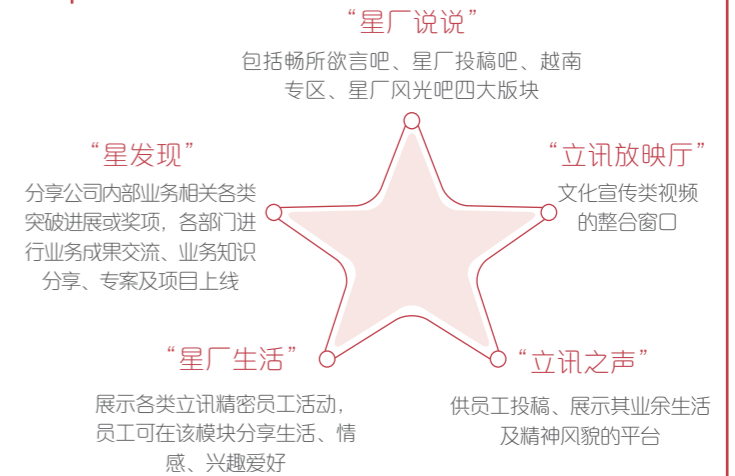 “星厂说说”
包括畅所欲言吧、星厂投稿吧、越南
专区、星厂风光吧四大版块
“星发现”
分享公司内部业务相关各类
突破进展或奖项，各部门进
行业务成果交流、业务知识
分享、专案及项目上线
“立讯放映厅”
文化宣传类视频
的整合窗口
“星厂生活”
展示各类立讯精密员工活动，
员工可在该模块分享生活、情
感、兴趣爱好
“立讯之声”
供员工投稿、展示其业余生活
及精神风貌的平台